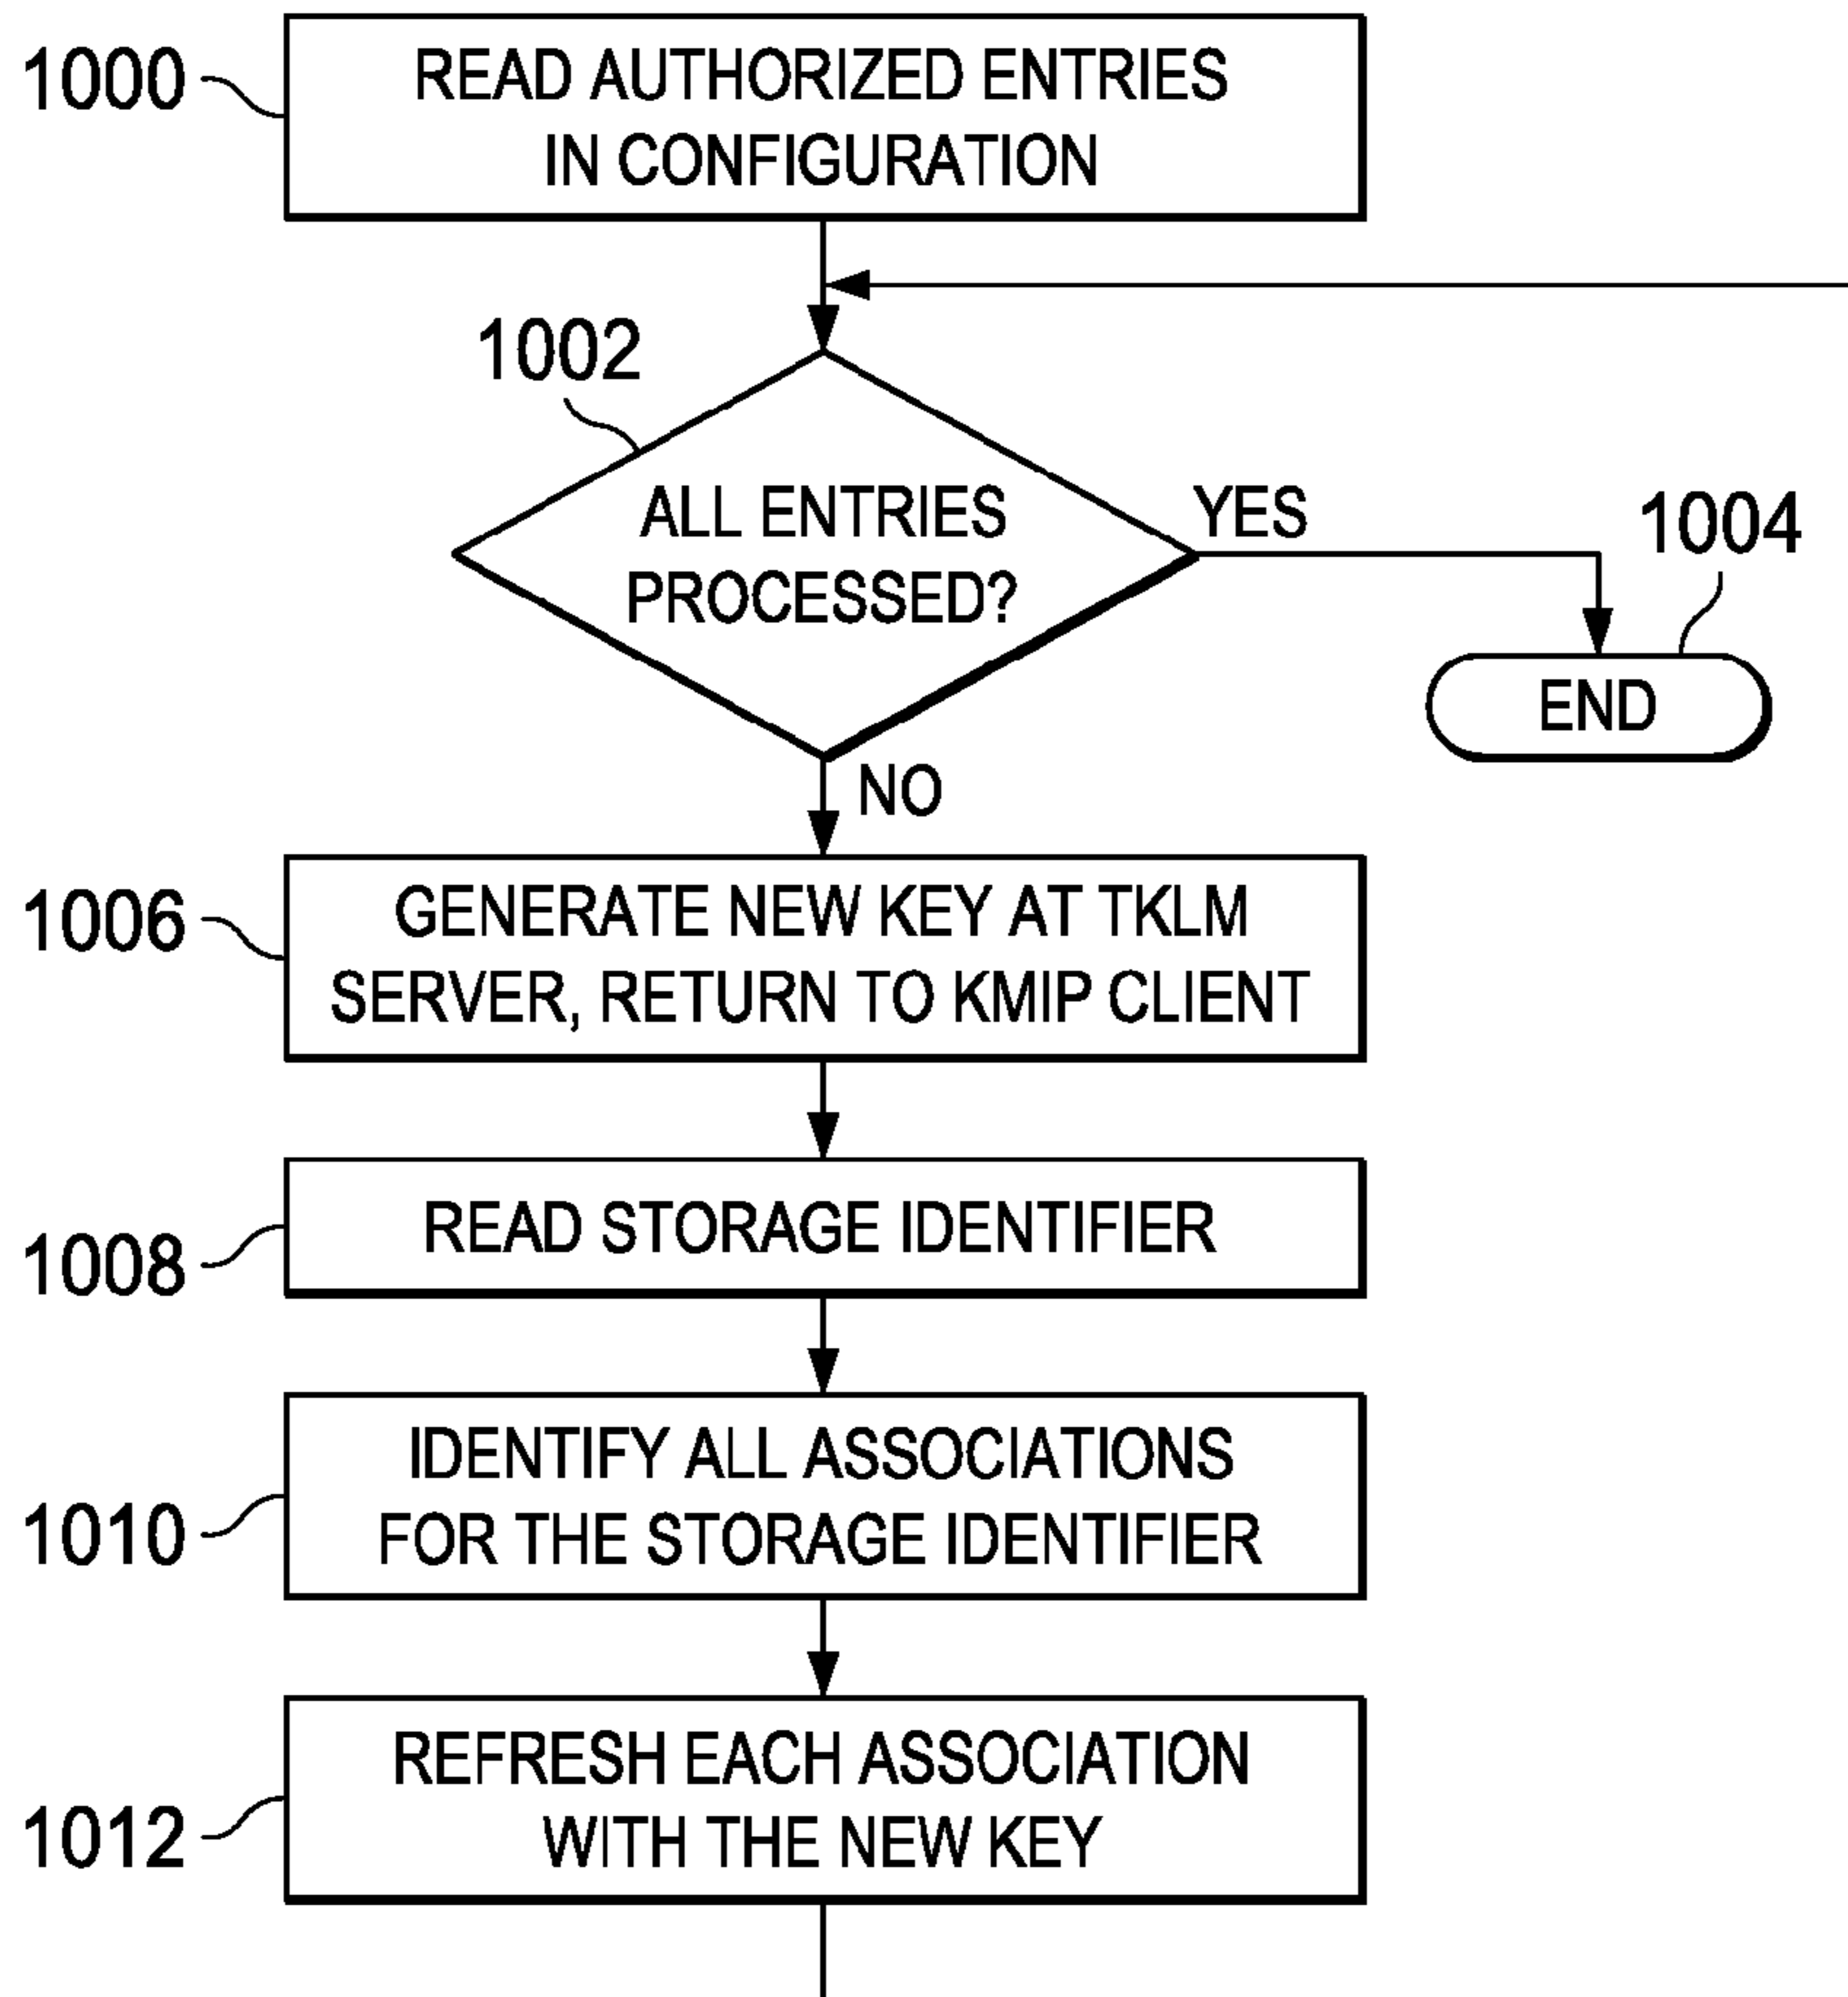 1000
READ AUTHORIZED ENTRIES
IN CONFIGURATION
1002
ALL ENTRIES
PROCESSED?
YES
1004
END
NO
1006
GENERATE NEW KEY AT TKLM
SERVER, RETURN TO KMIP CLIENT
1008
READ STORAGE IDENTIFIER
1010
IDENTIFY ALL ASSOCIATIONS
FOR THE STORAGE IDENTIFIER
1012
REFRESH EACH ASSOCIATION
WITH THE NEW KEY